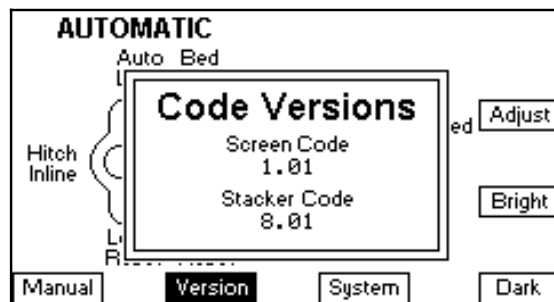 AUTOMATIC
Auto Bed
Code Versions
Screen Code
1.01
Stacker Code
8.01
Hitch
Inline
Adjust
Bright
Manual
Version
System
Dark